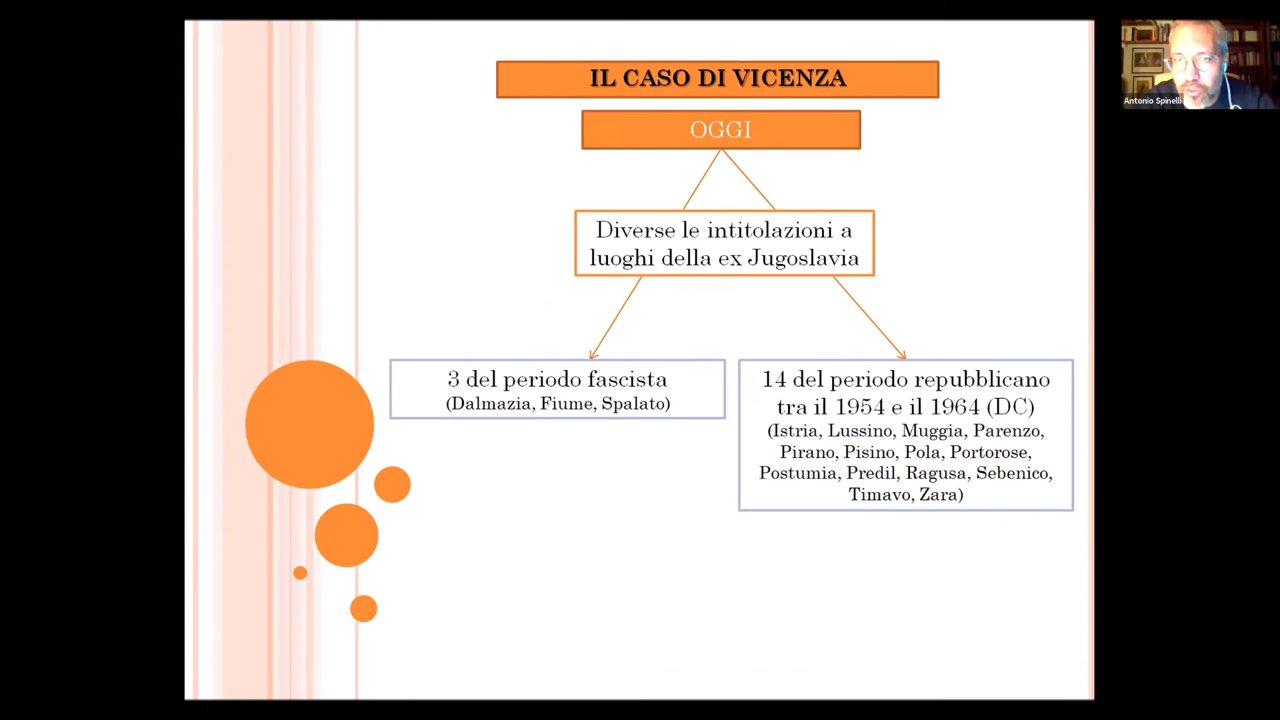 IL CASO DI VICENZA
OGGI
Diverse le intitolazioni a
luoghi della ex Jugoslavia
3 del periodo fascista
(Dalmazia, Fiume, Spalato)
14 del periodo repubblicano
tra il 1954 e il 1964 (DC)
(Istria, Lussino, Muggia, Parenzo,
Pirano, Pisino, Pola, Portorose,
Postumia, Predil, Ragusa, Sebenico,
Timavo, Zara)
Antonio Spinelli